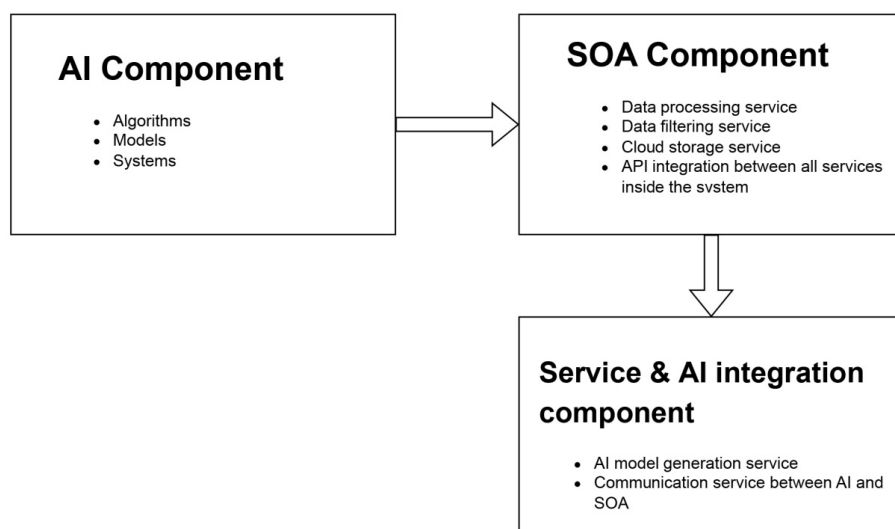 AI Component
Algorithms
Models
Systems
SOA Component
Data processing service
Data filtering service
Cloud storage service
API integration between all services
inside the system
Service & AI integration
component
AI model generation service
Communication service between AI and
SOA